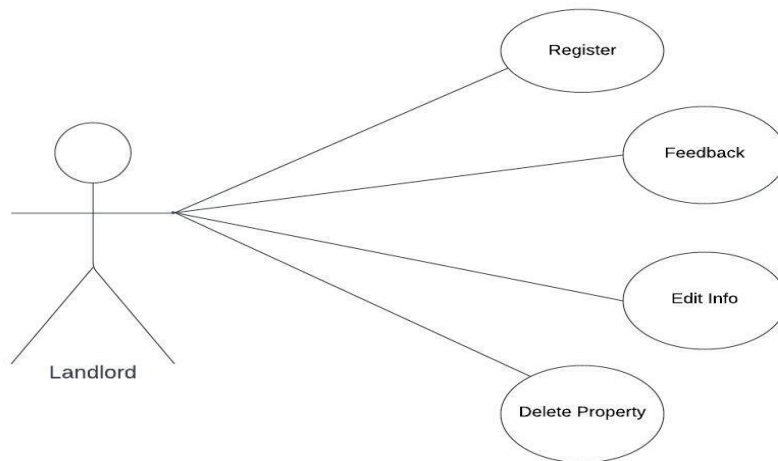 Register
Feedback
Edit Info
Landlord
Delete Property